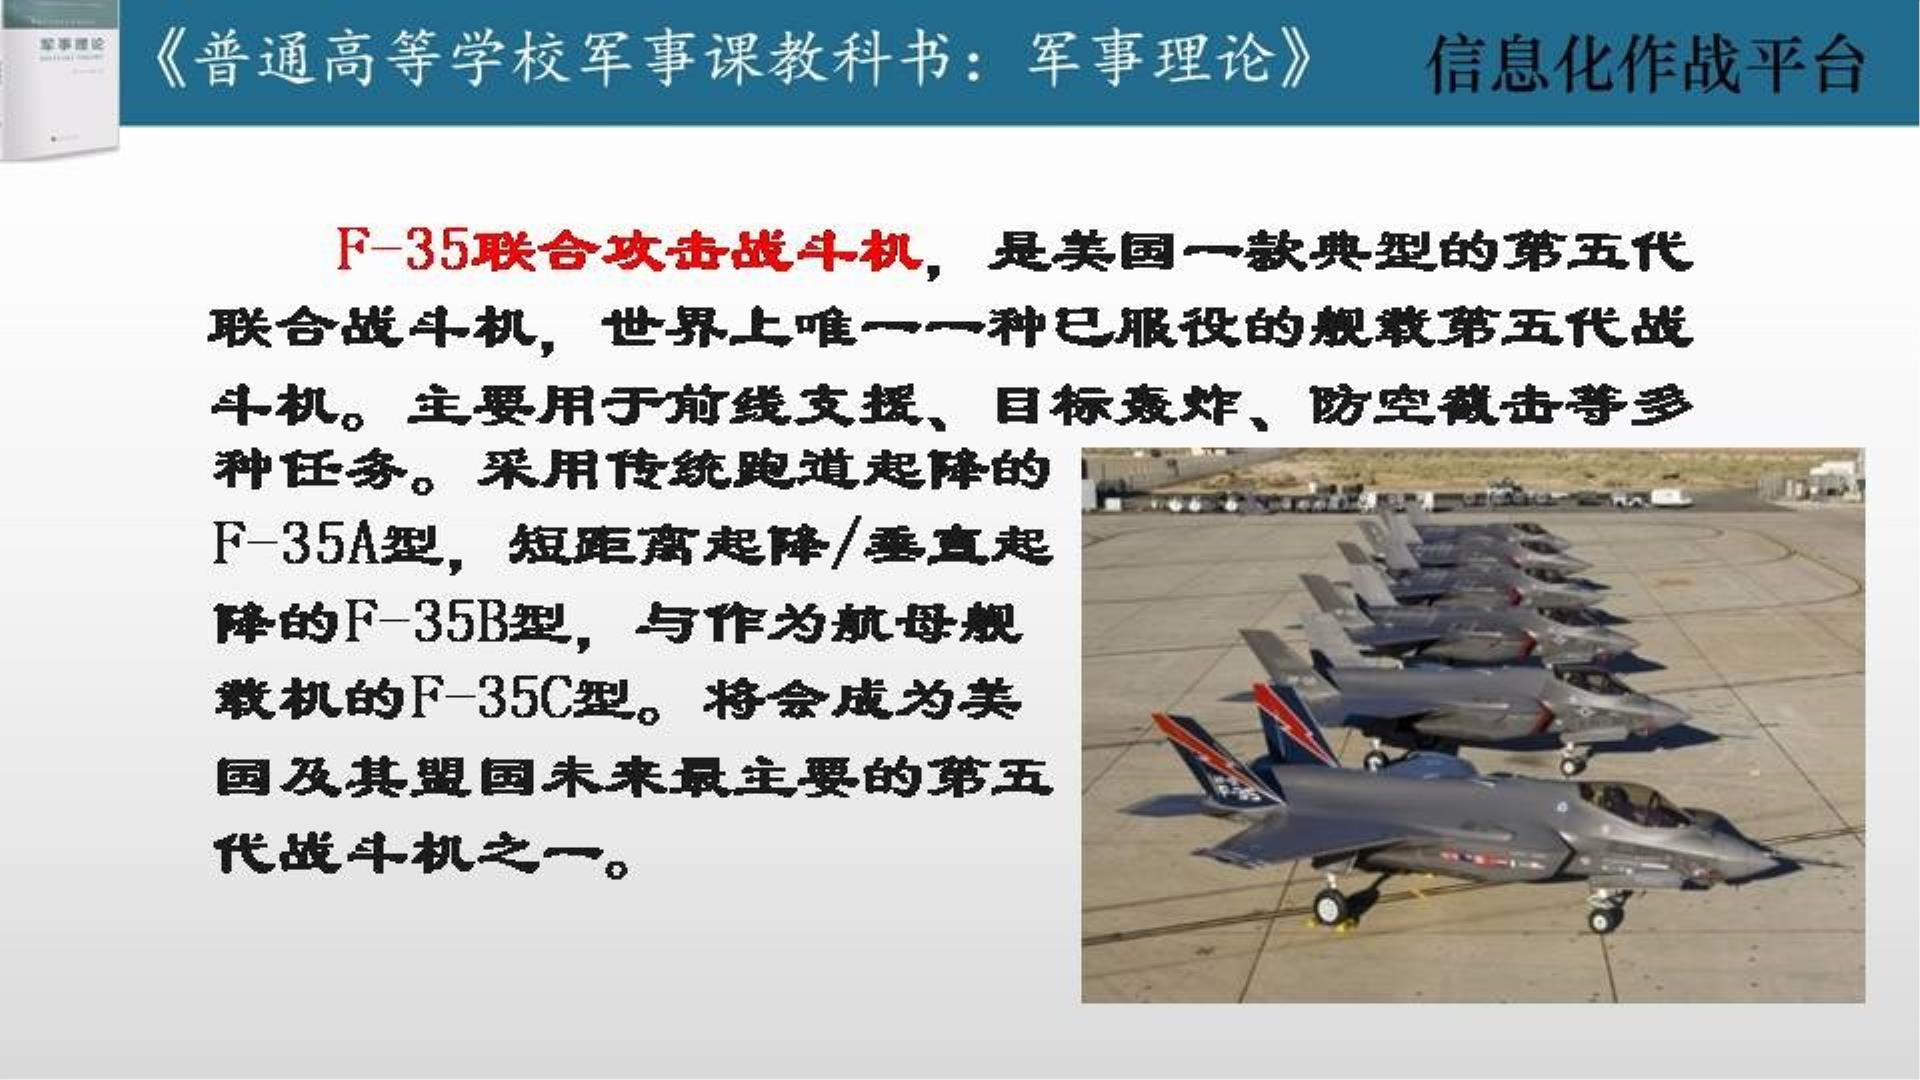 军事理论
《普通高等学校军事课教科书：军事理论》
信息化作战平台
F-35联合攻击战斗机，是美国一款典型的第五代
联合战斗机，世界上唯一一种已服役的舰载第五代战
斗机。主要用于前线支援、目标轰炸、防空截击等多
种任务。采用传统跑道起降的
F-35A型，短距离起降/垂直起
降的F-35B型，与作为航母舰
载机的F-35C型。将会成为美
国及其盟国未来最主要的第五
代战斗机之一。